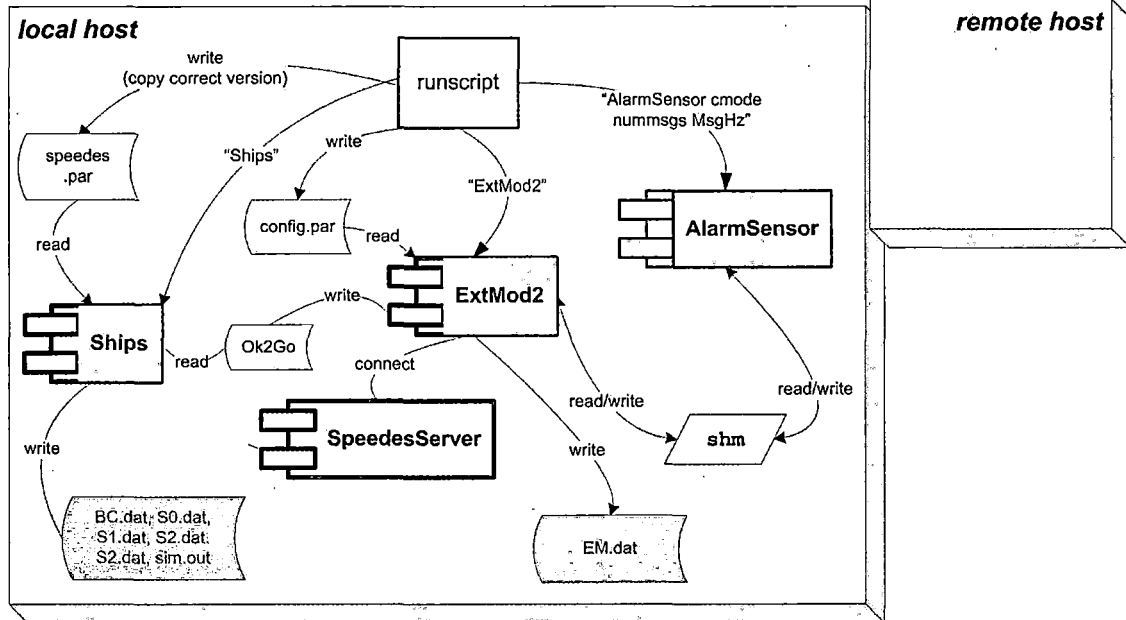 local host
remote host
write
(copy correct version)
runscript
"AlarmSensor cmode
nummsgs MsgHz"
speedes
.par
"Ships"
write
"ExtMod2"
config.par
read
AlarmSensor
read
ExtMod2
write
Ships
read
Ok2Go
connect
read/write
read/write
SpeedesServer
shm
write
write
BC.dat, S0.dat,
S1.dat, S2.dat.
S2.dat, sim.out
EM.dat